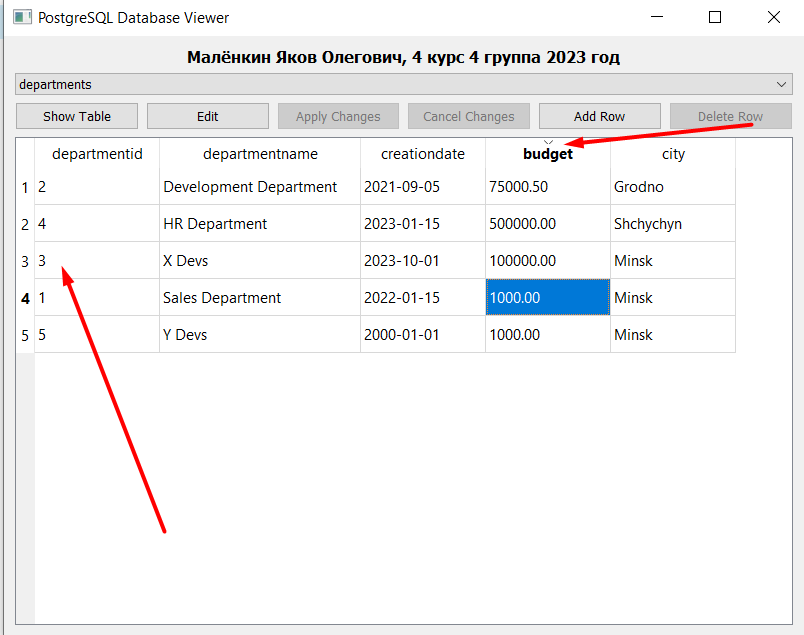 PostgreSQL Database Viewer
Малёнкин Яков Олегович, 4 курс 4 группа 2023 год
departments
Show Table Edit Apply Changes Cancel Changes Add Row Delete Row
departmentid departmentname creationdate budget city
1 2 Development Department 2021-09-05 75000.50 Grodno
2 4 HR Department 2023-01-15 500000.00 Shchychyn
3 3 X Devs 2023-10-01 100000.00 Minsk
4 1 Sales Department 2022-01-15 1000.00 Minsk
5 5 Y Devs 2000-01-01 1000.00 Minsk